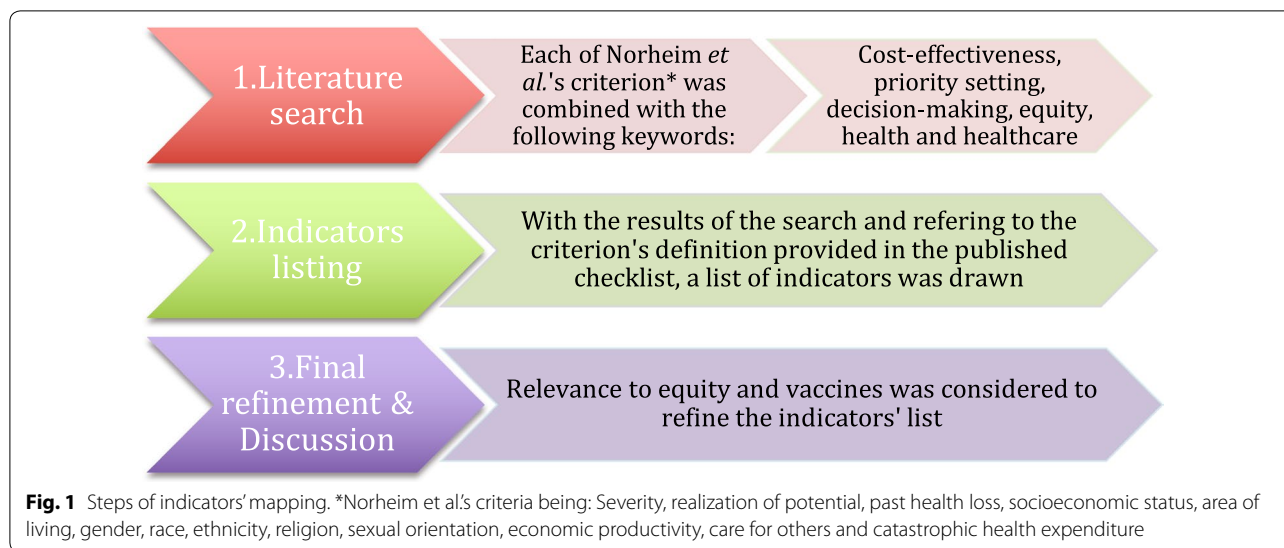 1.Literature
search
Each of Norheim et
al.'s criterion* was
combined with the
following keywords:
Cost-effectiveness,
priority setting,
decision-making, equity,
health and healthcare
2.Indicators
listing
With the results of the search and refering to the
criterion's definition provided in the published
checklist, a list of indicators was drawn
3.Final
refinement &
Discussion
Relevance to equity and vaccines was considered to
refine the indicators' list
Fig. 1 Steps of indicators’ mapping. *Norheim et al.’s criteria being: Severity, realization of potential, past health loss, socioeconomic status, area of
living, gender, race, ethnicity, religion, sexual orientation, economic productivity, care for others and catastrophic health expenditure